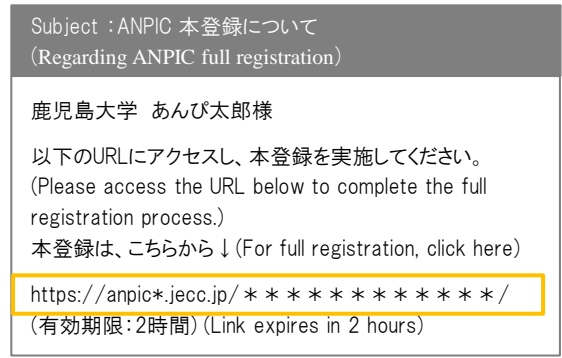 Subject：ANPIC 本登録について
（Regarding ANPIC full registration）
鹿児島大学 あんぴ太郎様
以下のURLにアクセスし、本登録を実施してください。
(Please access the URL below to complete the full
registration process.)
本登録は、こちらから↓(For full registration, click here)
https://anpic*.jecc.jp/＊＊＊＊＊＊＊＊＊＊＊＊/
(有効期限：2時間)(Link expires in 2 hours)